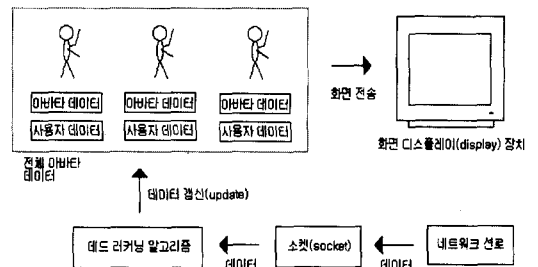 아바타 데이터 아바타 데이터 아바타 데이터
사용자 데이터 사용자 데이터 사용자 데이터
화면 전송
화면 디스플레이(display) 장치
전체 아바타
데이터
데이터 갱신(update)
데드 러커닝 알고리즘
데이터
소켓(socket)
데이터
네트워크 선로